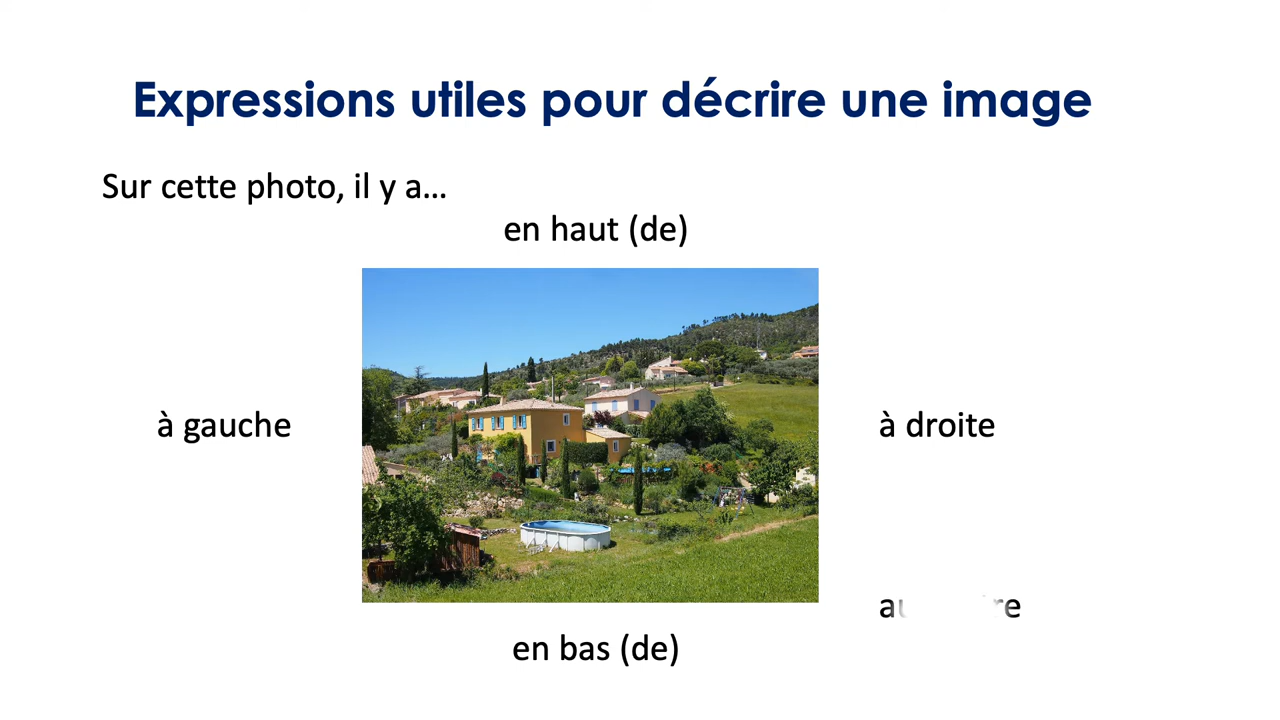 Expressions utiles pour décrire une image
Sur cette photo, il y a...
en haut (de)
à gauche
à droite
en bas (de)